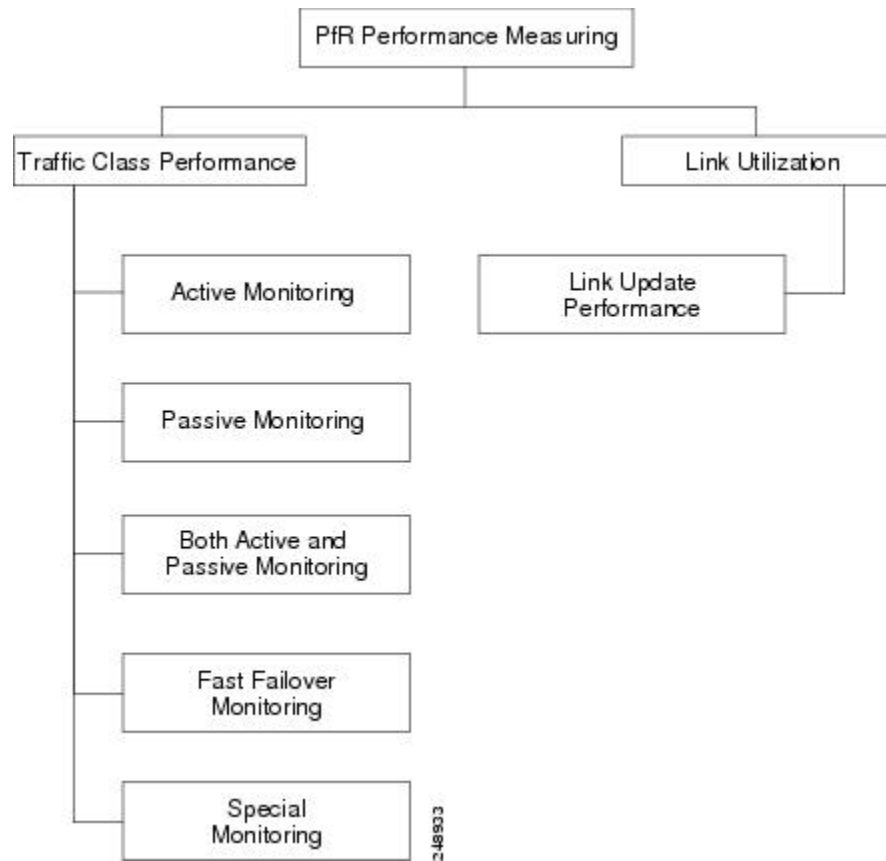 PfR Performance Measuring
Traffic Class Performance
Link Utilization
Active Monitoring
Link Update
Performance
Passive Monitoring
Both Active and
Passive Monitoring
Fast Failover
Monitoring
Special
Monitoring
248933